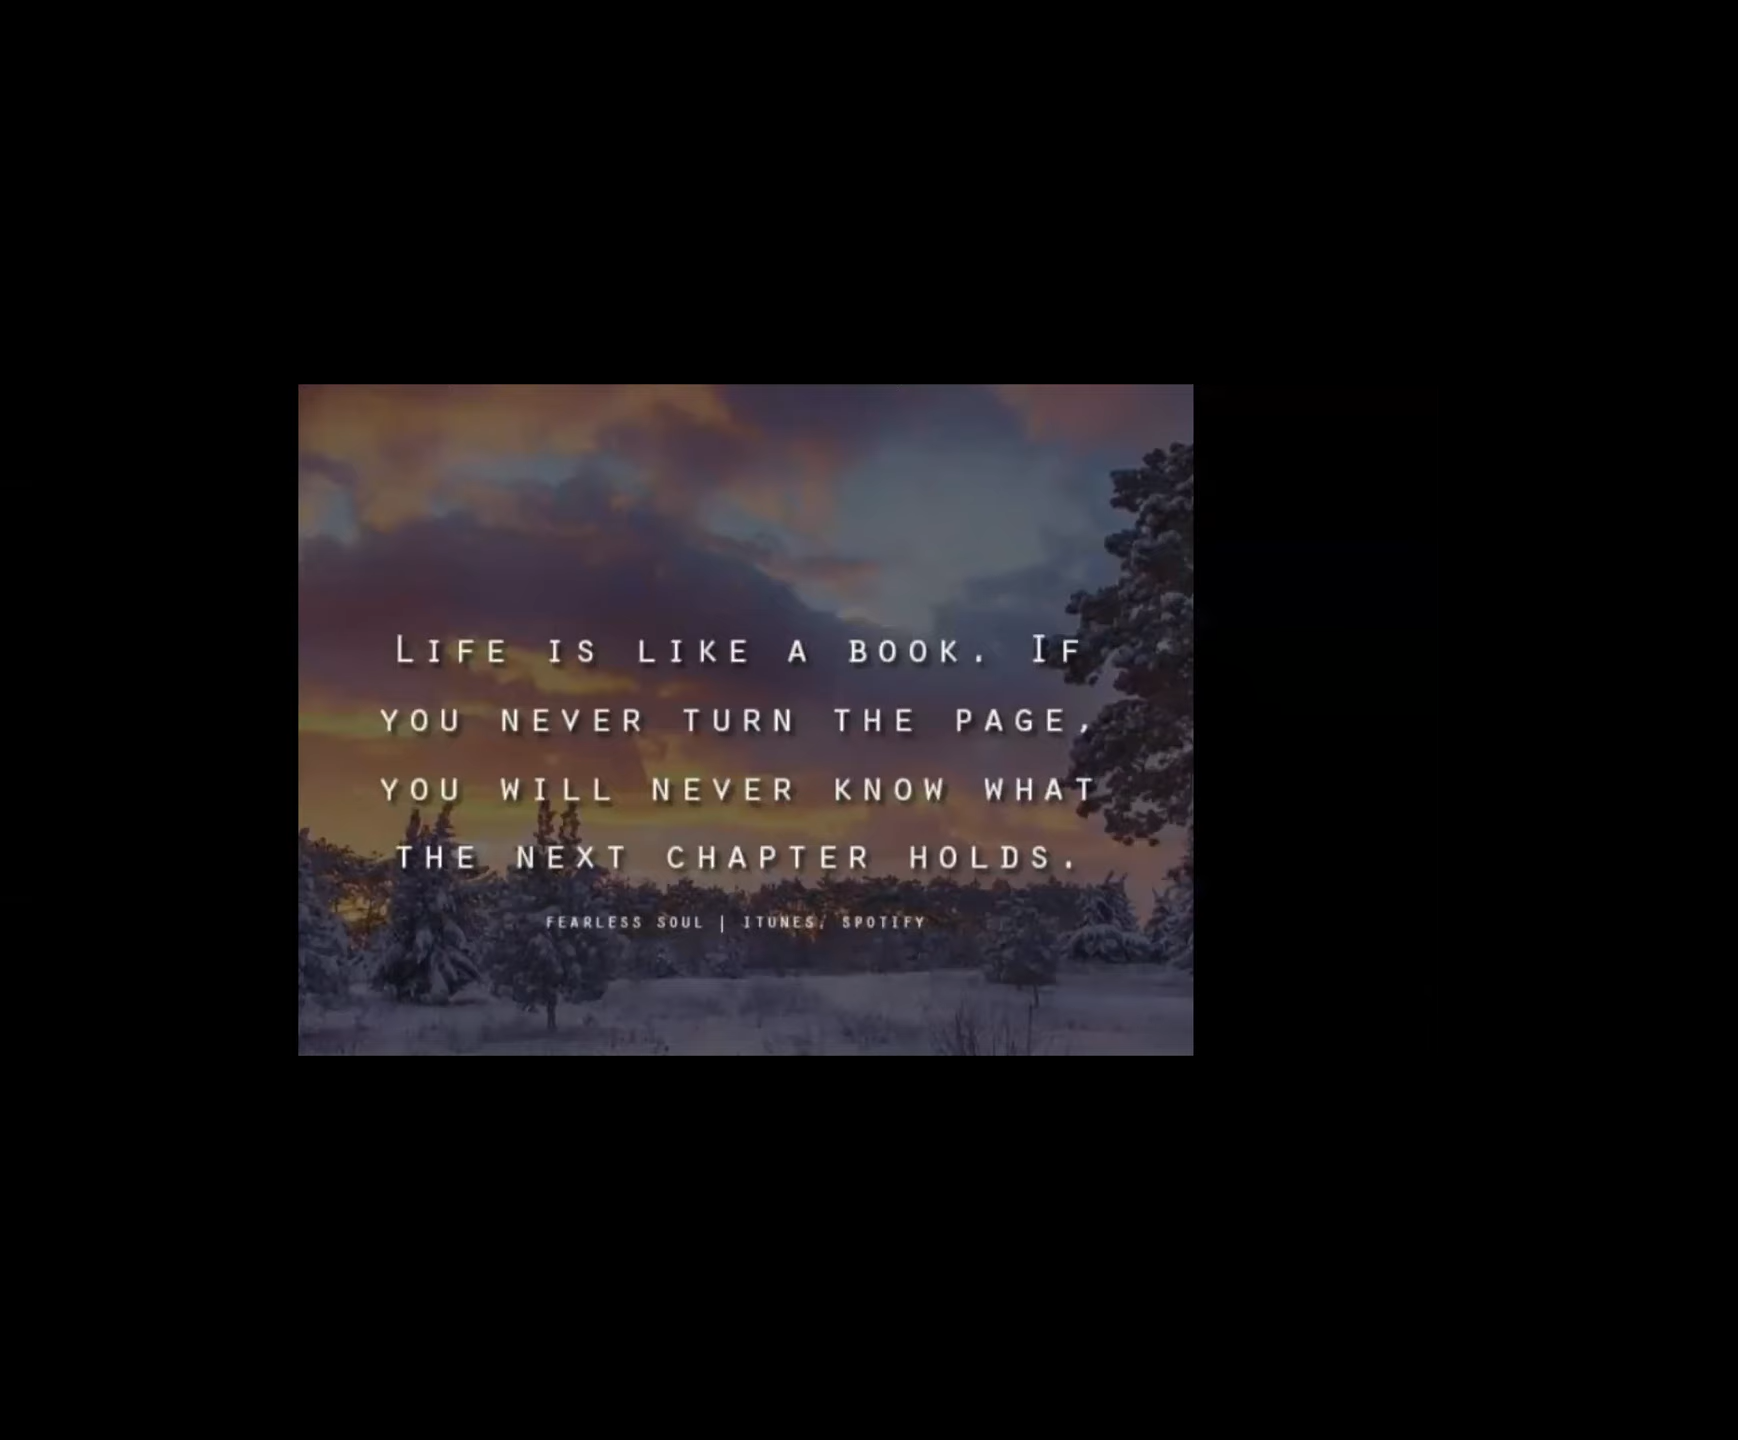 Life is like a book. If
you never turn the page,
you will never know what
the next chapter holds.
FEARLESS SOUL | ITUNES, SPOTIFY